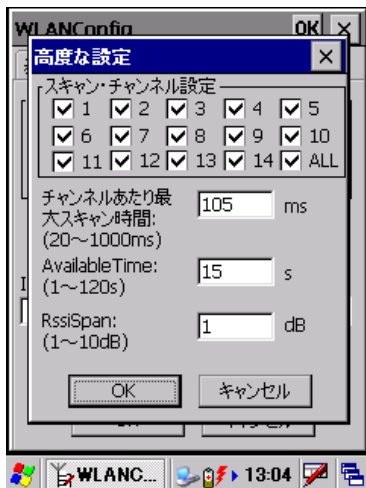 WLANConfig OK ×
高度な設定 ×
スキャン・チャンネル設定
1 2 3 4 5
6 7 8 9 10
11 12 13 14 ALL
チャンネルあたり最
大スキャン時間:
(20～1000ms)
105 ms
AvailableTime:
(1～120s)
15 s
RssiSpan:
(1～10dB)
1 dB
OK キャンセル
WLANC... 13:04